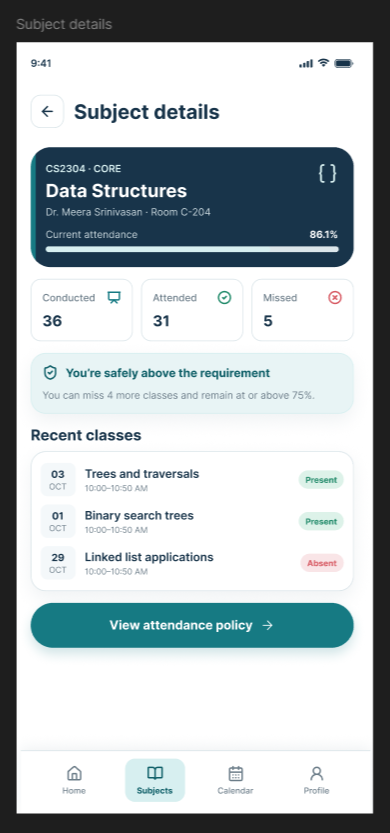 Subject details
9:41
Subject details
CS2304 · CORE
{ }
Data Structures
Dr. Meera Srinivasan · Room C-204
Current attendance 86.1%
Conducted
36
Attended
31
Missed
5
You're safely above the requirement
You can miss 4 more classes and remain at or above 75%.
Recent classes
03 OCT
Trees and traversals
10:00–10:50 AM
Present
01 OCT
Binary search trees
10:00–10:50 AM
Present
29 OCT
Linked list applications
10:00–10:50 AM
Absent
View attendance policy →
Home
Subjects
Calendar
Profile